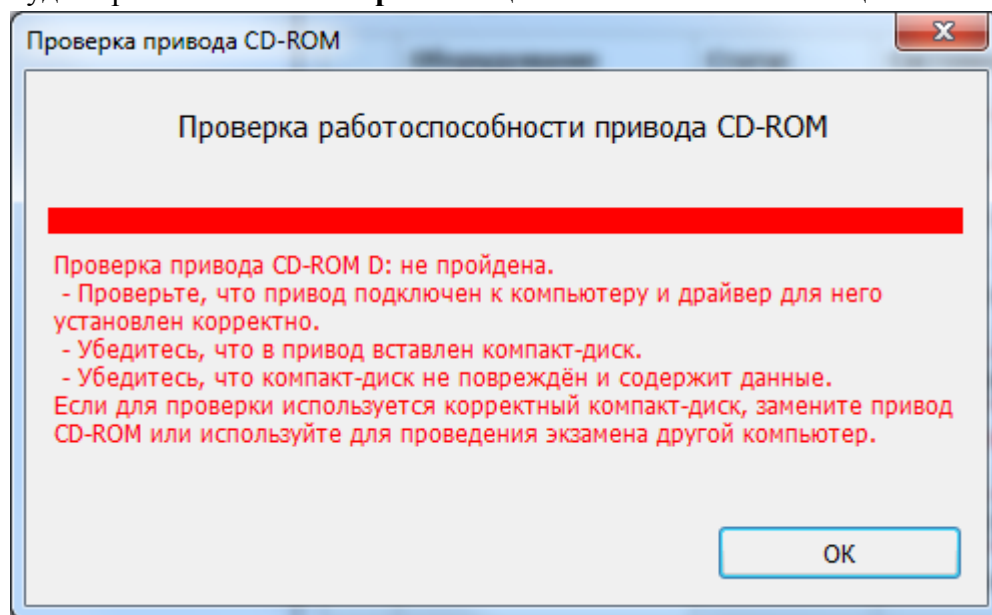 Проверка привода CD-ROM
Проверка работоспособности привода CD-ROM
Проверка привода CD-ROM D: не пройдена.
- Проверьте, что привод подключен к компьютеру и драйвер для него
установлен корректно.
- Убедитесь, что в привод вставлен компакт-диск.
- Убедитесь, что компакт-диск не повреждён и содержит данные.
Если для проверки используется корректный компакт-диск, замените привод
CD-ROM или используйте для проведения экзамена другой компьютер.
ОК